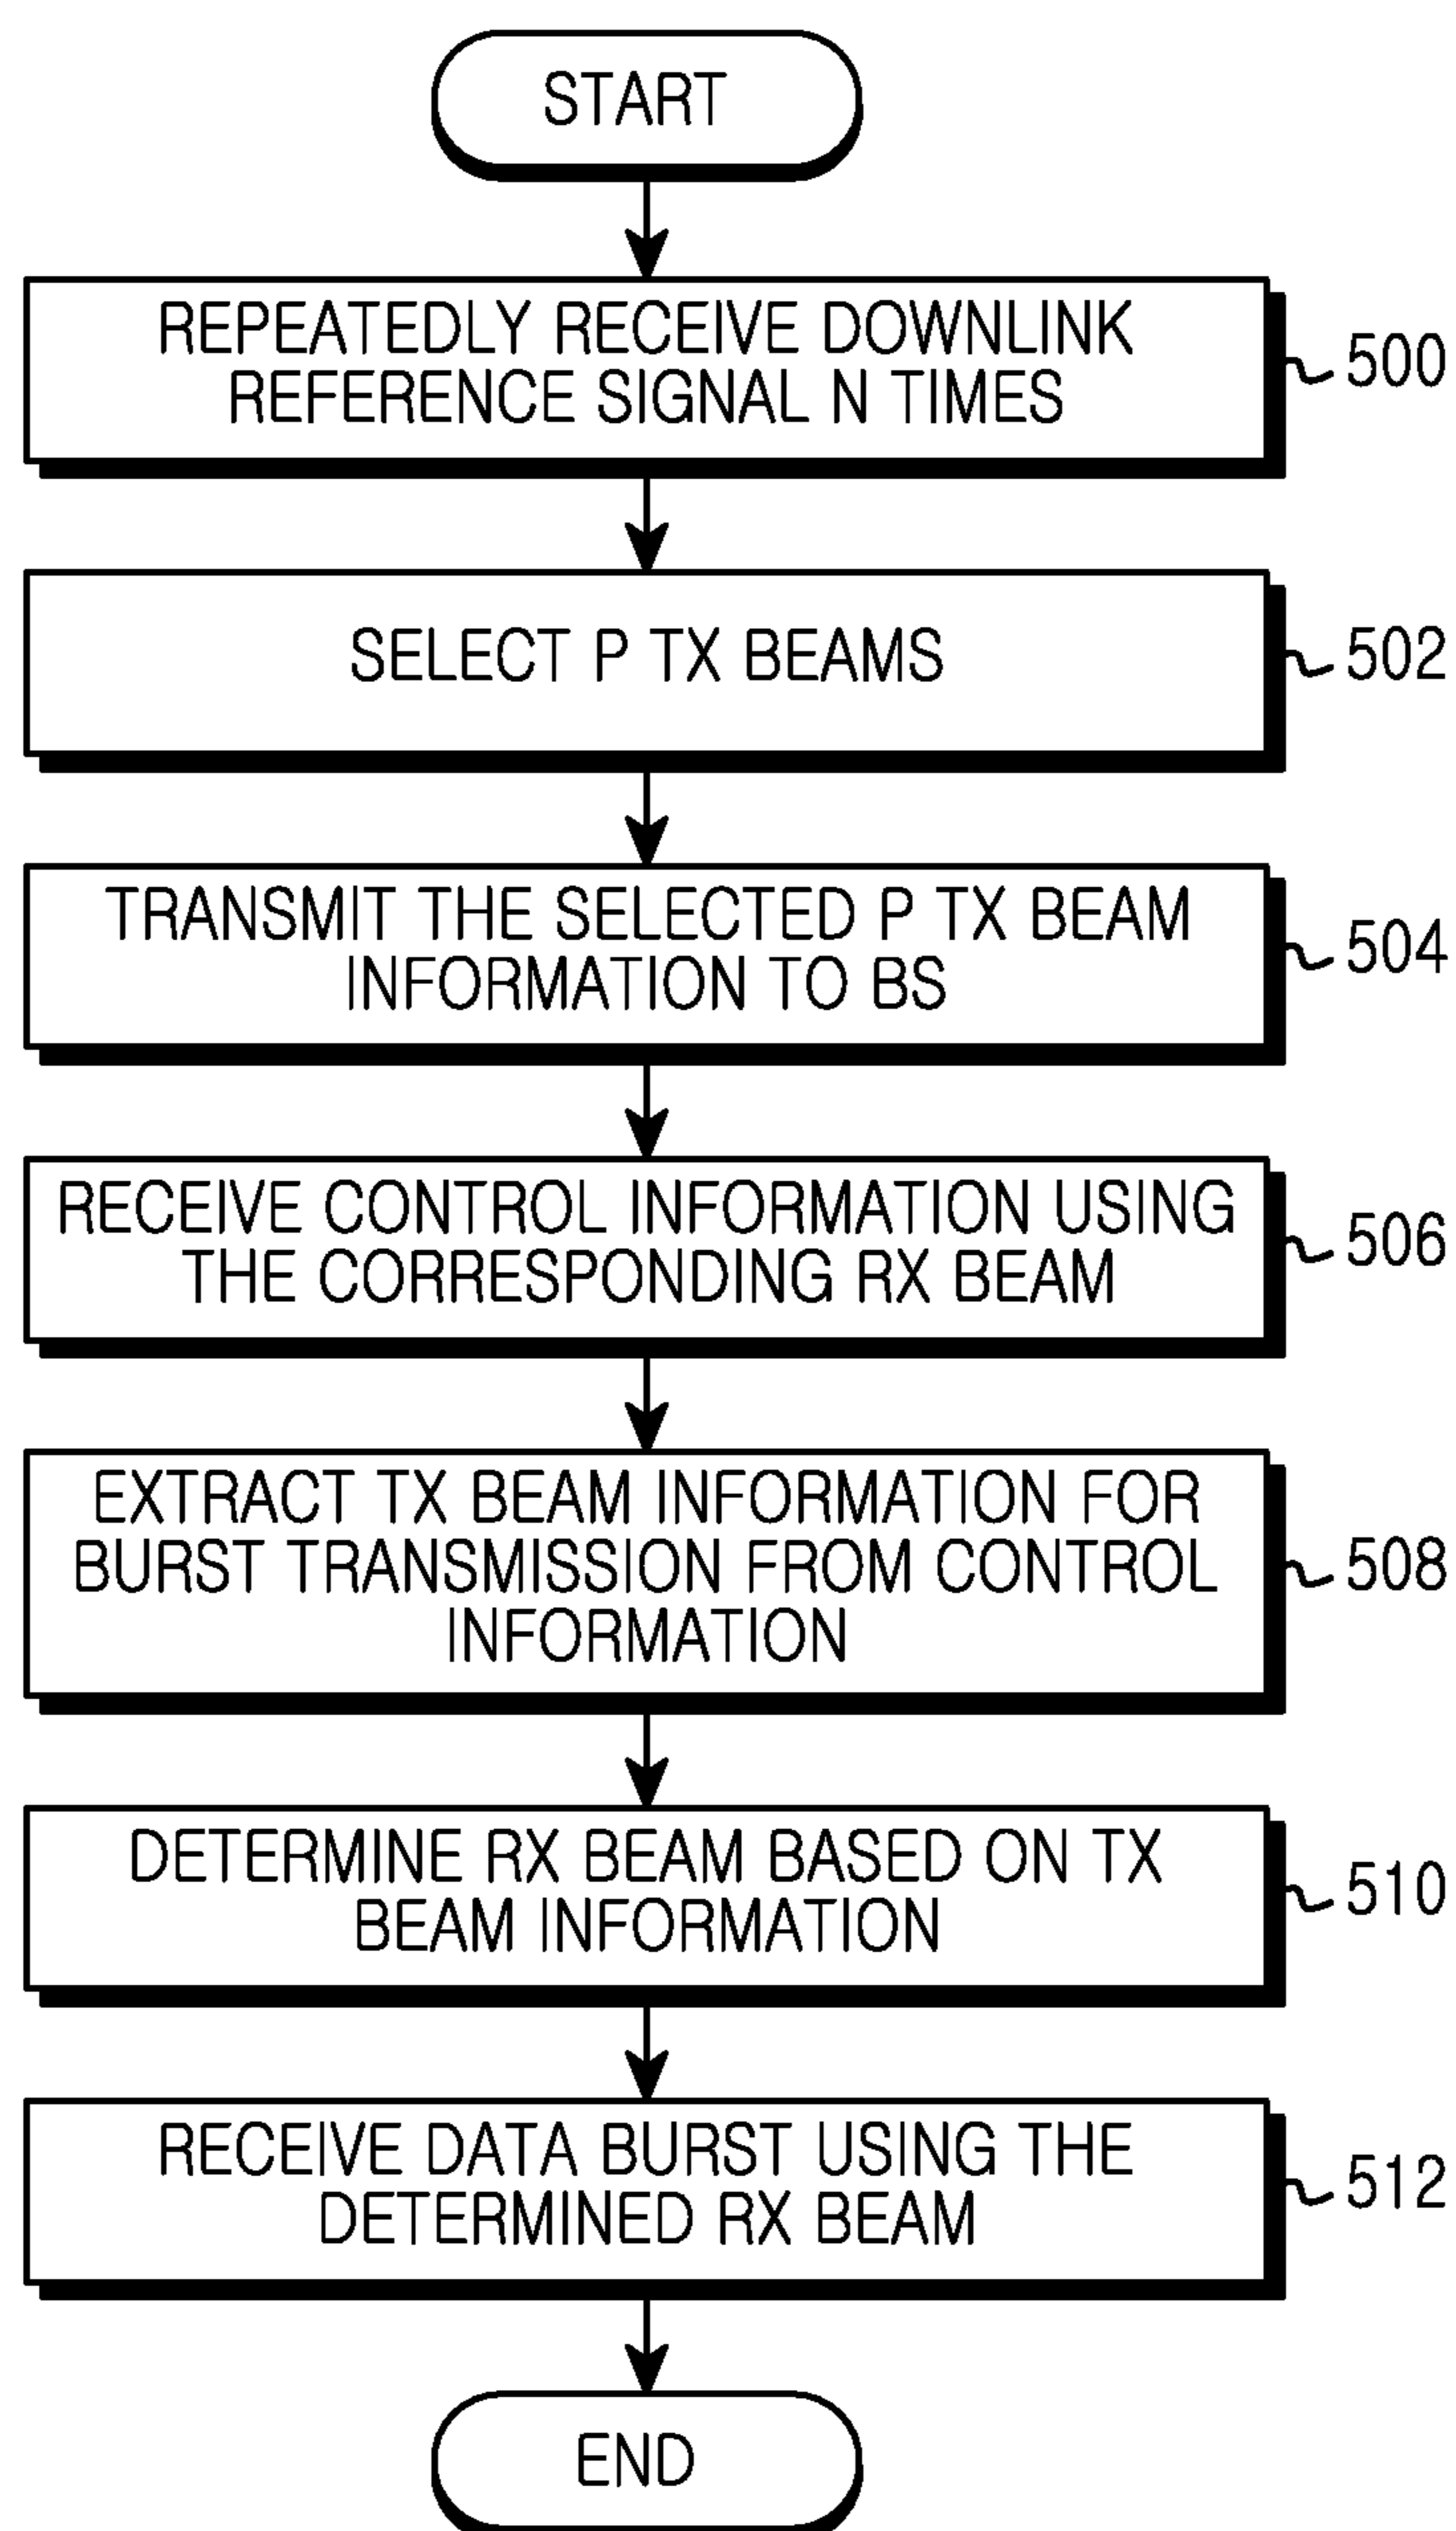 START
REPEATEDLY RECEIVE DOWNLINK
REFERENCE SIGNAL N TIMES
500
SELECT P TX BEAMS
502
TRANSMIT THE SELECTED P TX BEAM
INFORMATION TO BS
504
RECEIVE CONTROL INFORMATION USING
THE CORRESPONDING RX BEAM
506
EXTRACT TX BEAM INFORMATION FOR
BURST TRANSMISSION FROM CONTROL
INFORMATION
508
DETERMINE RX BEAM BASED ON TX
BEAM INFORMATION
510
RECEIVE DATA BURST USING THE
DETERMINED RX BEAM
512
END